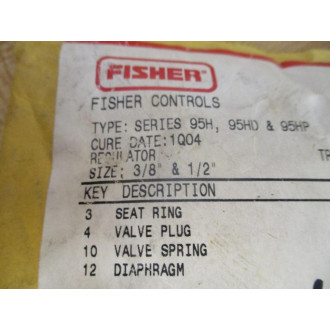 FISHER
FISHER CONTROLS
TYPE: SERIES 95H, 95HD & 95HP
CURE DATE:1Q04
REGULATOR TR
SIZE; 3/8" & 1/2"
KEY DESCRIPTION
3 SEAT RING
4 VALVE PLUG
10 VALVE SPRING
12 DIAPHRAGM